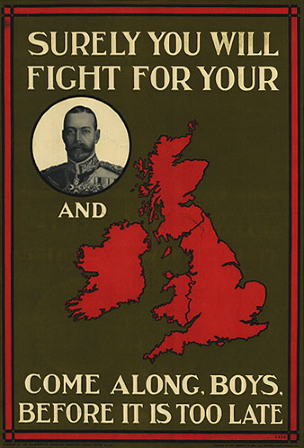 SURELY YOU WILL
FIGHT FOR YOUR
AND
COME ALONG, BOYS,
BEFORE IT IS TOO LATE